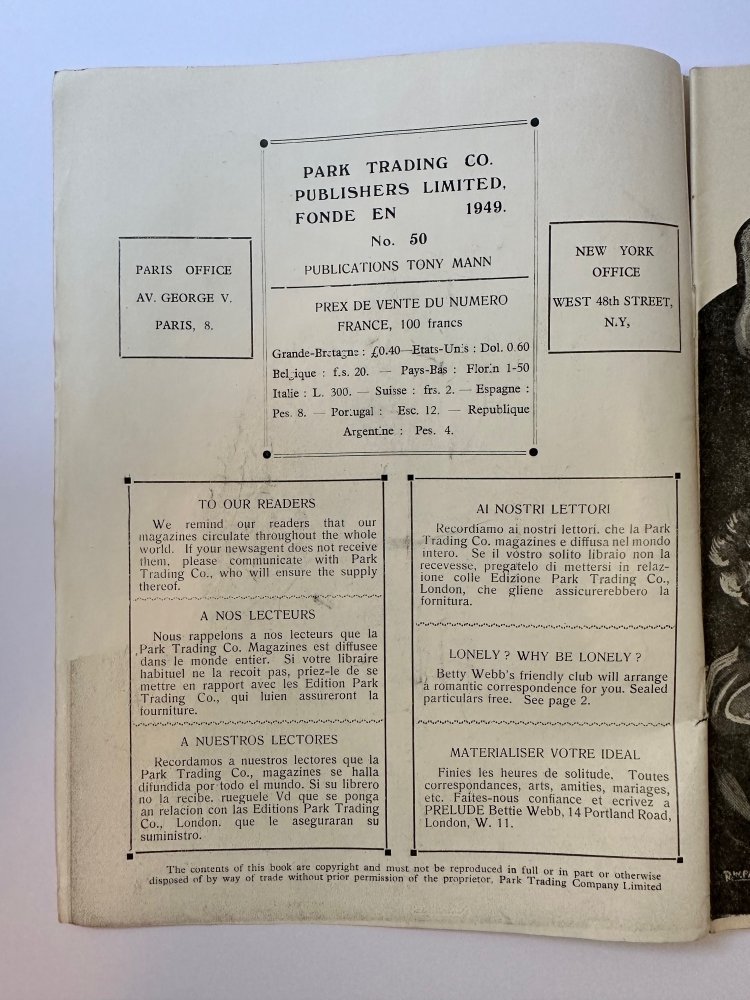 PARK TRADING CO.
PUBLISHERS LIMITED,
FONDE EN 1949.
No. 50
PUBLICATIONS TONY MANN
PARIS OFFICE
AV. GEORGE V.
PARIS, 8.
NEW YORK
OFFICE
WEST 48th STREET,
N.Y,
PREX DE VENTE DU NUMERO
FRANCE, 100 francs
Grande-Bretagne : £0.40—Etats-Unis : Dol. 0.60
Belgique : f.s. 20. — Pays-Bas : Florin 1-50
Italie : L. 300. — Suisse : frs. 2. — Espagne :
Pes. 8. — Portugal : Esc. 12. — Republique
Argentine : Pes. 4.
TO OUR READERS
We remind our readers that our
magazines circulate throughout the whole
world. If your newsagent does not receive
them, please communicate with Park
Trading Co., who will ensure the supply
thereof.
A NOS LECTEURS
Nous rappelons a nos lecteurs que la
Park Trading Co. Magazines est diffusee
dans le monde entier. Si votre libraire
habituel ne la recoit pas, priez-le de se
mettre en rapport avec les Edition Park
Trading Co., qui luien assureront la
fourniture.
A NUESTROS LECTORES
Recordamos a nuestros lectores que la
Park Trading Co., magazines se halla
difundida por todo el mundo. Si su librero
no la recibe, rueguele Vd que se ponga
an relacion con las Editions Park Trading
Co., London, que le aseguraran su
suministro.
AI NOSTRI LETTORI
Recordiamo ai nostri lettori, che la Park
Trading Co. magazines e diffusa nel mondo
intero. Se il vostro solito libraio non la
recevesse, pregatelo di mettersi in relaz-
ione colle Edizione Park Trading Co.,
London, che gliene assicurerebbero la
fornitura.
LONELY ? WHY BE LONELY ?
Betty Webb's friendly club will arrange
a romantic correspondence for you. Sealed
particulars free. See page 2.
MATERIALISER VOTRE IDEAL
Finies les heures de solitude. Toutes
correspondances, arts, amities, mariages,
etc. Faites-nous confiance et ecrivez a
PRELUDE Bettie Webb, 14 Portland Road,
London, W. 11.
The contents of this book are copyright and must not be reproduced in full or in part or otherwise
disposed of by way of trade without prior permission of the proprietor, Park Trading Company Limited